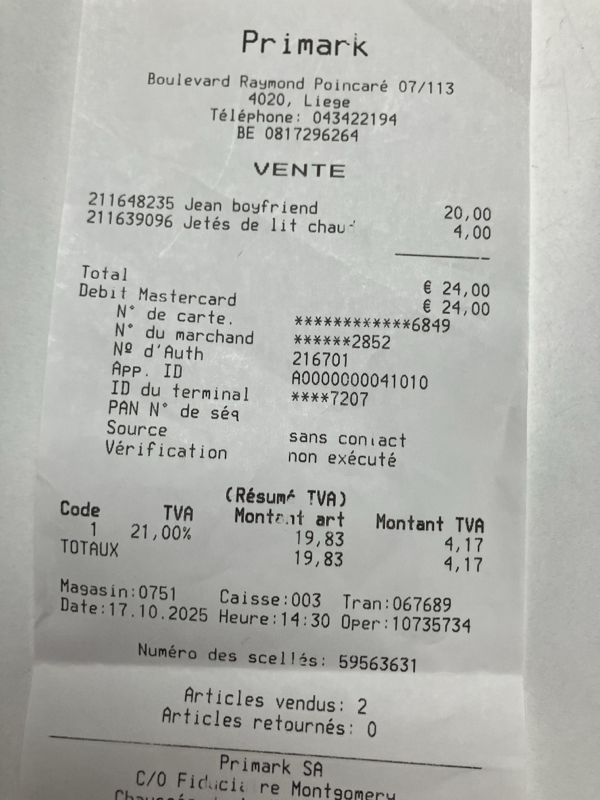 Primark
Boulevard Raymond Poincaré 07/113
4020, Liege
Téléphone: 043422194
BE 0817296264
VENTE
211648235 Jean boyfriend 20,00
211639096 Jetés de lit chau 4,00
Total € 24,00
Debit Mastercard € 24,00
N° de carte. ************6849
N° du marchand ******2852
Nº d'Auth 216701
App. ID A0000000041010
ID du terminal ****7207
PAN N° de séq
Source sans contact
Vérification non exécuté
(Résumé TVA)
Code TVA Montant art Montant TVA
1 21,00% 19,83 4,17
TOTAUX 19,83 4,17
Magasin:0751 Caisse:003 Tran:067689
Date:17.10.2025 Heure:14:30 Oper:10735734
Numéro des scellés: 59563631
Articles vendus: 2
Articles retournés: 0
Primark SA
C/O Fiduciaire Montgomery